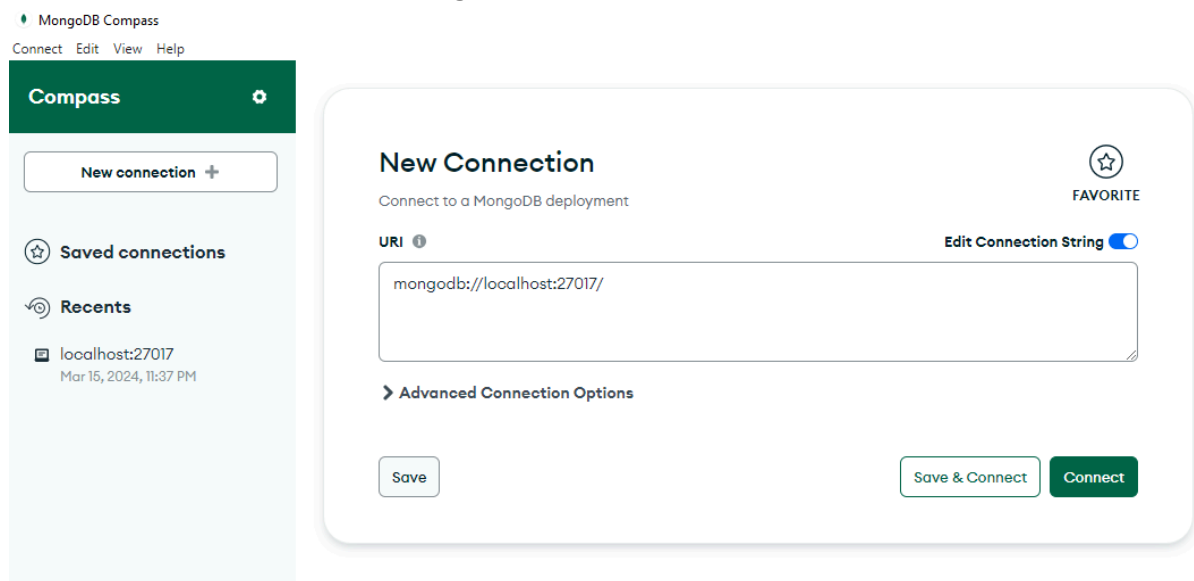 MongoDB Compass
Connect Edit View Help
Compass
New connection +
Saved connections
Recents
localhost:27017
Mar 15, 2024, 11:37 PM
New Connection
FAVORITE
Connect to a MongoDB deployment
URI
Edit Connection String
mongodb://localhost:27017/
Advanced Connection Options
Save
Save & Connect
Connect